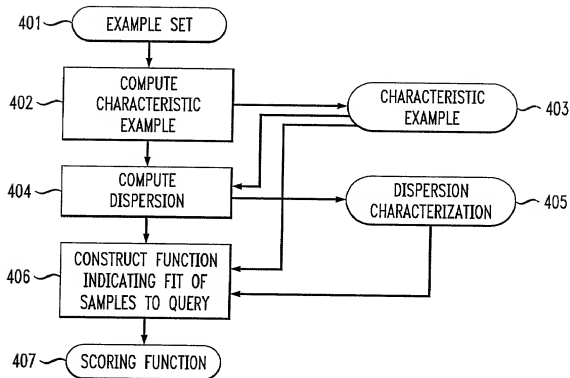 401
EXAMPLE SET
402
COMPUTE
CHARACTERISTIC
EXAMPLE
CHARACTERISTIC
EXAMPLE
403
404
COMPUTE
DISPERSION
DISPERSION
CHARACTERIZATION
405
406
CONSTRUCT FUNCTION
INDICATING FIT OF
SAMPLES TO QUERY
407
SCORING FUNCTION